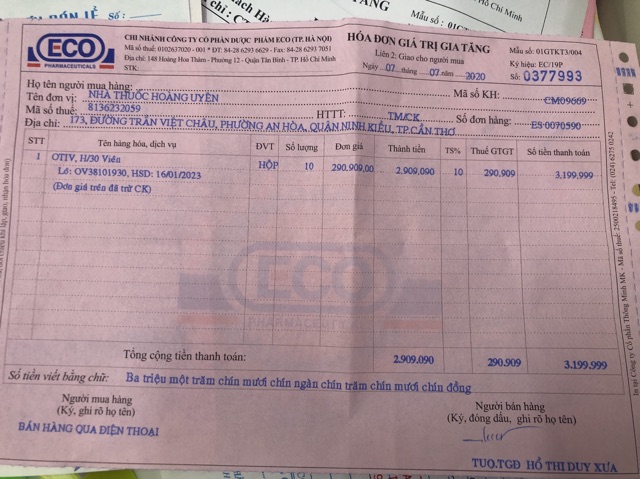 Số:
Hồ Chí Minh
Mẫu số : 01
ECO
PHARMACEUTICALS
CHI NHÁNH CÔNG TY CỔ PHẦN DƯỢC PHẨM ECO (TP. HÀ NỘI)
Mã số thuế: 0102637020 - 001 * ĐT: 84-28 6293 6629 - Fax: 84-28 6293 7051
Địa chỉ: 148 Hoàng Hoa Thám - Phường 12 - Quận Tân Bình - TP. Hồ Chí Minh
STK:
HÓA ĐƠN GIÁ TRỊ GIA TĂNG
Liên 2: Giao cho người mua
Ngày 07 tháng 07 năm 2020
Mẫu số: 01GTKT3/004
Ký hiệu: EC/19P
Số: 0377993
Họ tên người mua hàng:
Mã số KH: CM09669
Tên đơn vị: NHÀ THUỐC HOÀNG UYÊN
Mã số thuế: 8136232059
HTTT: TM/CK
Số đơn hàng: ES 0070590
Địa chỉ: 173, ĐƯỜNG TRẦN VIỆT CHÂU, PHƯỜNG AN HÒA, QUẬN NINH KIỀU, TP.CẦN THƠ
STT Tên hàng hóa, dịch vụ ĐVT Số lượng Đơn giá Thành tiền TS% Thuế GTGT Số tiền thanh toán
1 OTIV, H/30 Viên HỘP 10 290.909,00 2.909.090 10 290.909 3.199.999
Lô: OV38101930, HSD: 16/01/2023
(Đơn giá trên đã trừ CK)
ECO
PHARMACEUTICALS
Tổng cộng tiền thanh toán: 2.909.090 290.909 3.199.999
Số tiền viết bằng chữ: Ba triệu một trăm chín mươi chín ngàn chín trăm chín mươi chín đồng
Người mua hàng
(Ký, ghi rõ họ tên)
BÁN HÀNG QUA ĐIỆN THOẠI
Người bán hàng
(Ký, đóng dấu, ghi rõ họ tên)
TUQ.TGĐ HỒ THỊ DUY XƯA